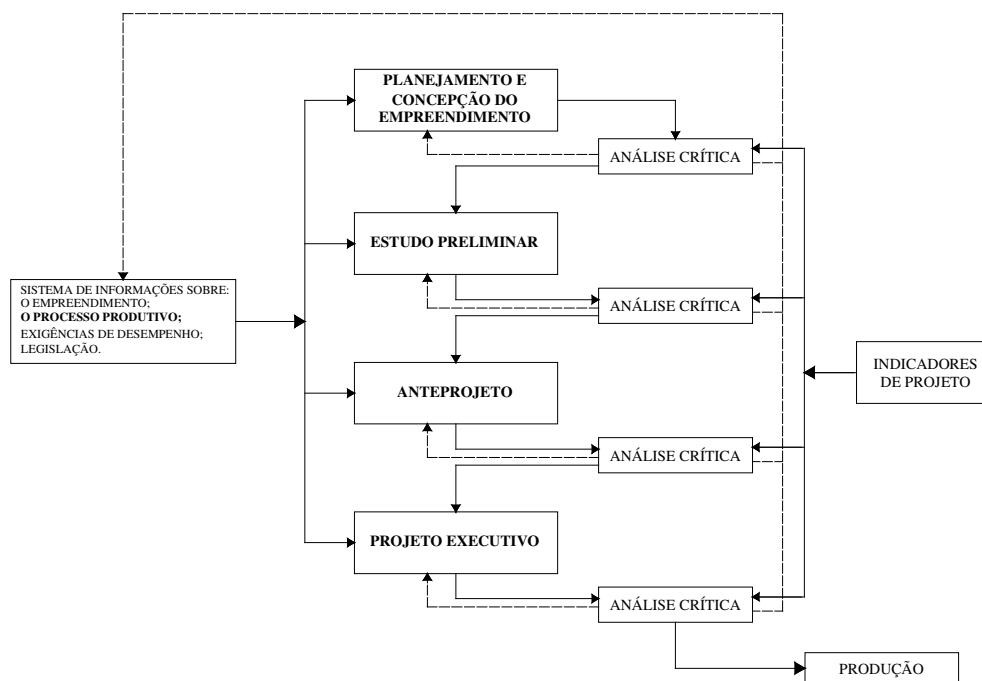 PLANEJAMENTO E
CONCEPÇÃO DO
EMPREENDIMENTO
ANÁLISE CRÍTICA
ESTUDO PRELIMINAR
SISTEMA DE INFORMAÇÕES SOBRE:
O EMPREENDIMENTO;
O PROCESSO PRODUTIVO;
EXIGÊNCIAS DE DESEMPENHO;
LEGISLAÇÃO.
ANÁLISE CRÍTICA
INDICADORES
DE PROJETO
ANTEPROJETO
ANÁLISE CRÍTICA
PROJETO EXECUTIVO
ANÁLISE CRÍTICA
PRODUÇÃO